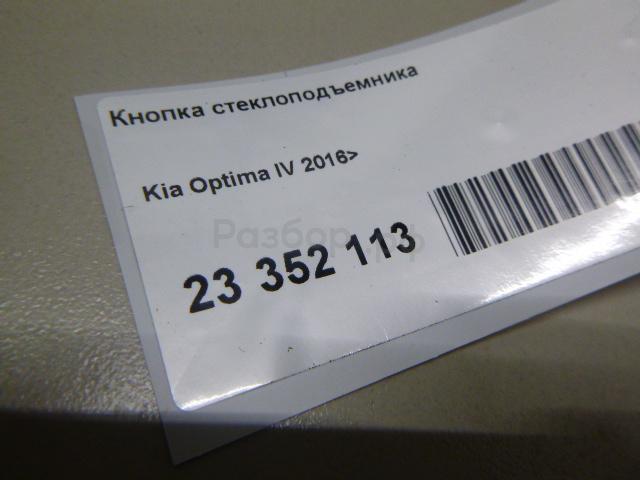 Кнопка стеклоподъемника
Kia Optima IV 2016>
23 352 113